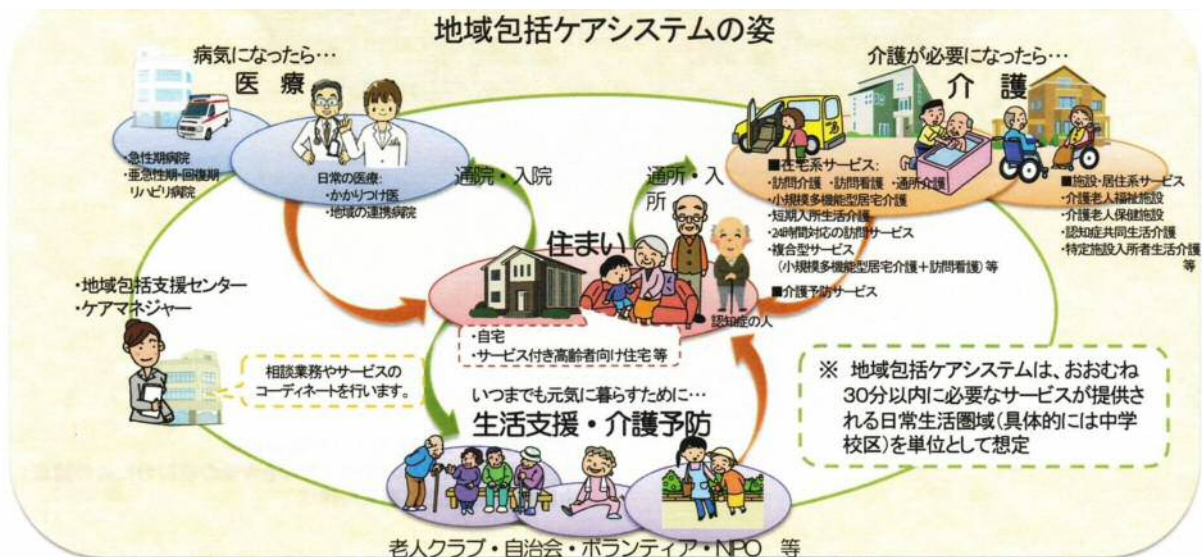 地域包括ケアシステムの姿
病気になったら…
医 療
・急性期病院
・亜急性期・回復期
リハビリ病院
日常の医療:
・かかりつけ医
・地域の連携病院
通院・入院
通所・入
所
介護が必要になったら…
介 護
■在宅系サービス:
・訪問介護・訪問看護・通所介護
・小規模多機能型居宅介護
・短期入所生活介護
・24時間対応の訪問サービス
・複合型サービス
(小規模多機能型居宅介護+訪問看護)等
■介護予防サービス
■施設・居住系サービス
・介護老人福祉施設
・介護老人保健施設
・認知症共同生活介護
・特定施設入所者生活介護
等
住まい
認知症の人
・自宅
・サービス付き高齢者向け住宅等
・地域包括支援センター
・ケアマネジャー
相談業務やサービスの
コーディネートを行います。
いつまでも元気に暮らすために…
生活支援・介護予防
老人クラブ・自治会・ボランティア・NPO 等
※ 地域包括ケアシステムは、おおむね
30分以内に必要なサービスが提供さ
れる日常生活圏域(具体的には中学
校区)を単位として想定